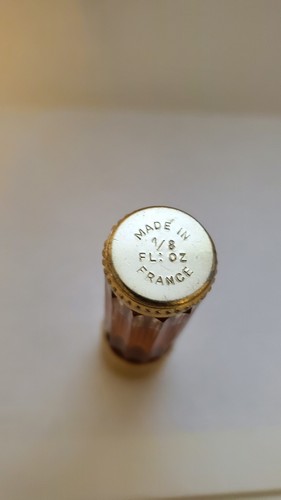 MADE IN
1/8
FL. OZ
FRANCE